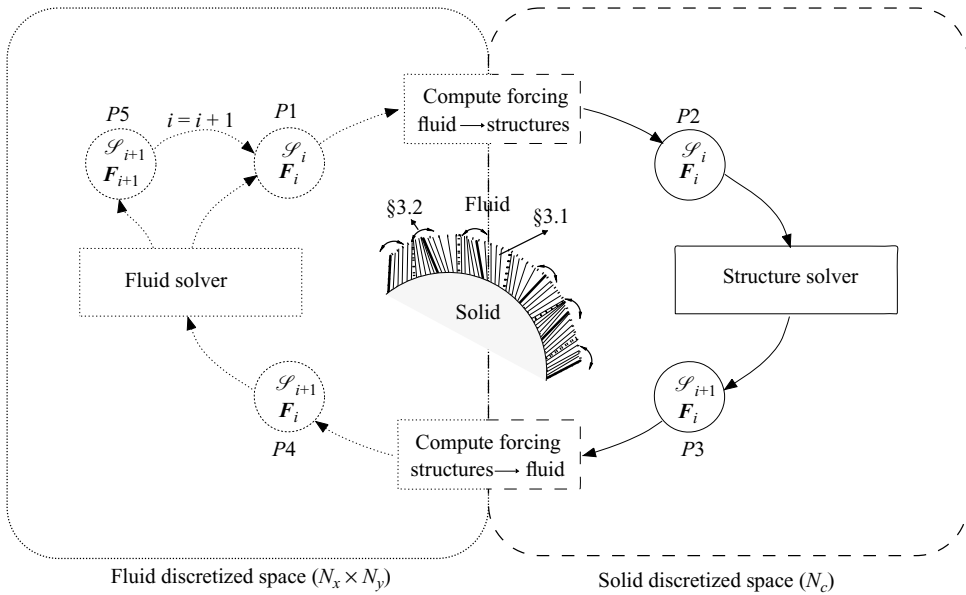 P5
𝒮i+1
Fi+1
i = i + 1
P1
𝒮i
Fi
Compute forcing
fluid → structures
P2
𝒮i
Fi
Fluid solver
§3.2
Fluid
§3.1
Solid
Structure solver
𝒮i+1
Fi
P4
Compute forcing
structures → fluid
𝒮i+1
Fi
P3
Fluid discretized space (Nx × Ny)
Solid discretized space (Nc)